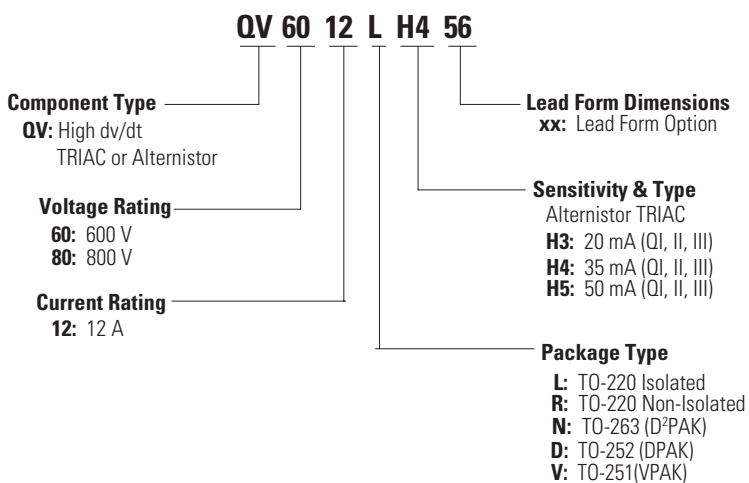 QV 60 12 L H4 56
Component Type
QV: High dv/dt
TRIAC or Alternistor
Voltage Rating
60: 600 V
80: 800 V
Current Rating
12: 12 A
Lead Form Dimensions
xx: Lead Form Option
Sensitivity & Type
Alternistor TRIAC
H3: 20 mA (QI, II, III)
H4: 35 mA (QI, II, III)
H5: 50 mA (QI, II, III)
Package Type
L: TO-220 Isolated
R: TO-220 Non-Isolated
N: TO-263 (D²PAK)
D: TO-252 (DPAK)
V: TO-251(VPAK)